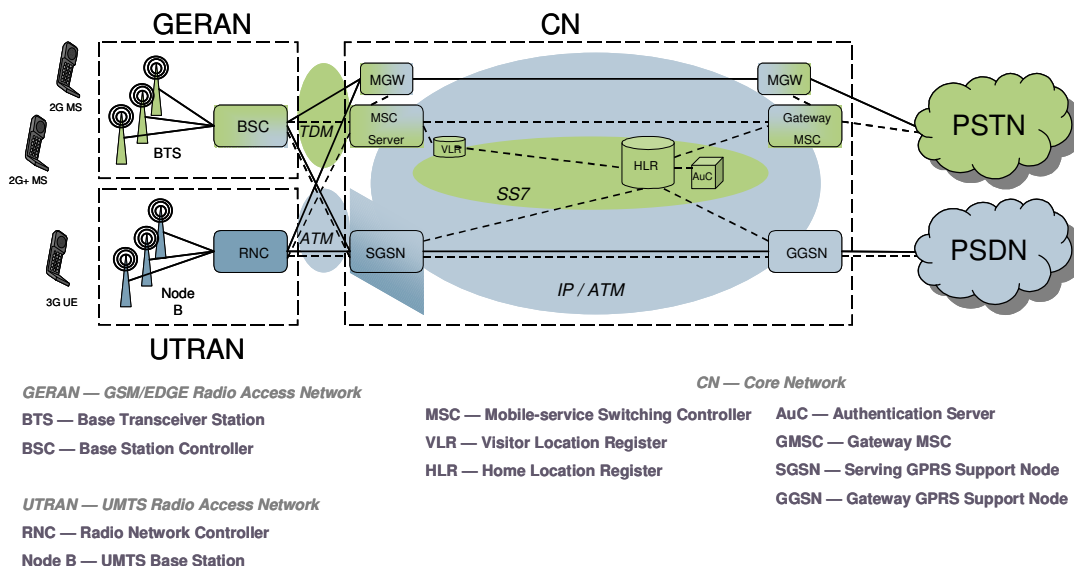 GERAN
CN
2G MS
2G+ MS
3G UE
BTS
BSC
TDM
MGW
MSC
Server
VLR
HLR
AuC
SS7
MGW
Gateway
MSC
PSTN
Node
B
RNC
ATM
SGSN
IP / ATM
GGSN
PSDN
UTRAN
GERAN — GSM/EDGE Radio Access Network
BTS — Base Transceiver Station
BSC — Base Station Controller
UTRAN — UMTS Radio Access Network
RNC — Radio Network Controller
Node B — UMTS Base Station
CN — Core Network
MSC — Mobile-service Switching Controller
VLR — Visitor Location Register
HLR — Home Location Register
AuC — Authentication Server
GMSC — Gateway MSC
SGSN — Serving GPRS Support Node
GGSN — Gateway GPRS Support Node